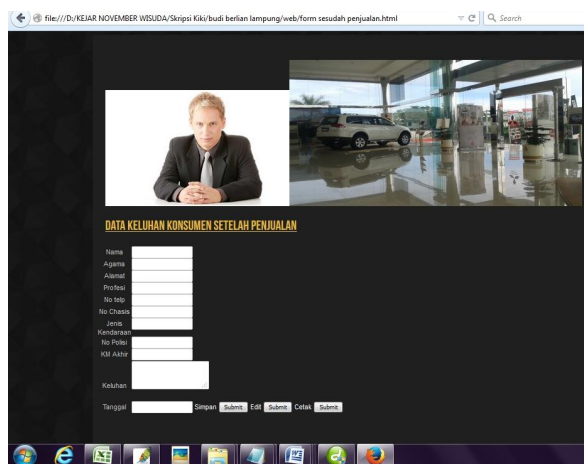 file:///D:/KEJAR NOVEMBER WISUDA/Skripsi Kiki/budi berlian lampung/web/form sesudah penjualan.html
Search
DATA KELUHAN KONSUMEN SETELAH PENJUALAN
Nama
Agama
Alamat
Profesi
No telp
No Chasis
Jenis
Kendaraan
No Polisi
KM Akhir
Keluhan
Tanggal Simpan Submit Edit Submit Cetak Submit